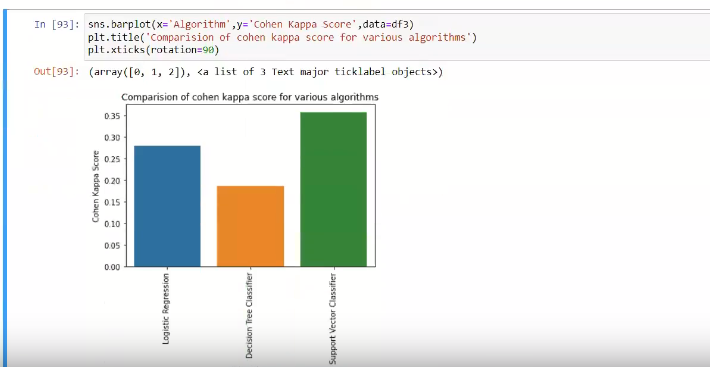 In [93]: sns.barplot(x='Algorithm',y='Cohen Kappa Score',data=df3)
plt.title('Comparision of cohen kappa score for various algorithms')
plt.xticks(rotation=90)
Out[93]: (array([0, 1, 2]), <a list of 3 Text major ticklabel objects>)
Comparision of cohen kappa score for various algorithms
Cohen Kappa Score
0.35
0.30
0.25
0.20
0.15
0.10
0.05
0.00
Logistic Regression
Decision Tree Classifier
Support Vector Classifier